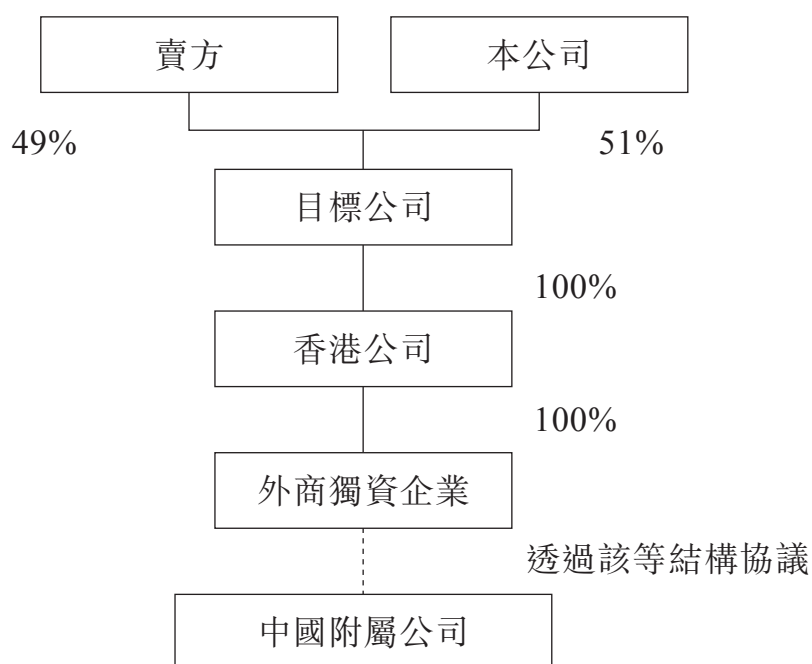 賣方
本公司
49%
51%
目標公司
100%
香港公司
100%
外商獨資企業
透過該等結構協議
中國附屬公司